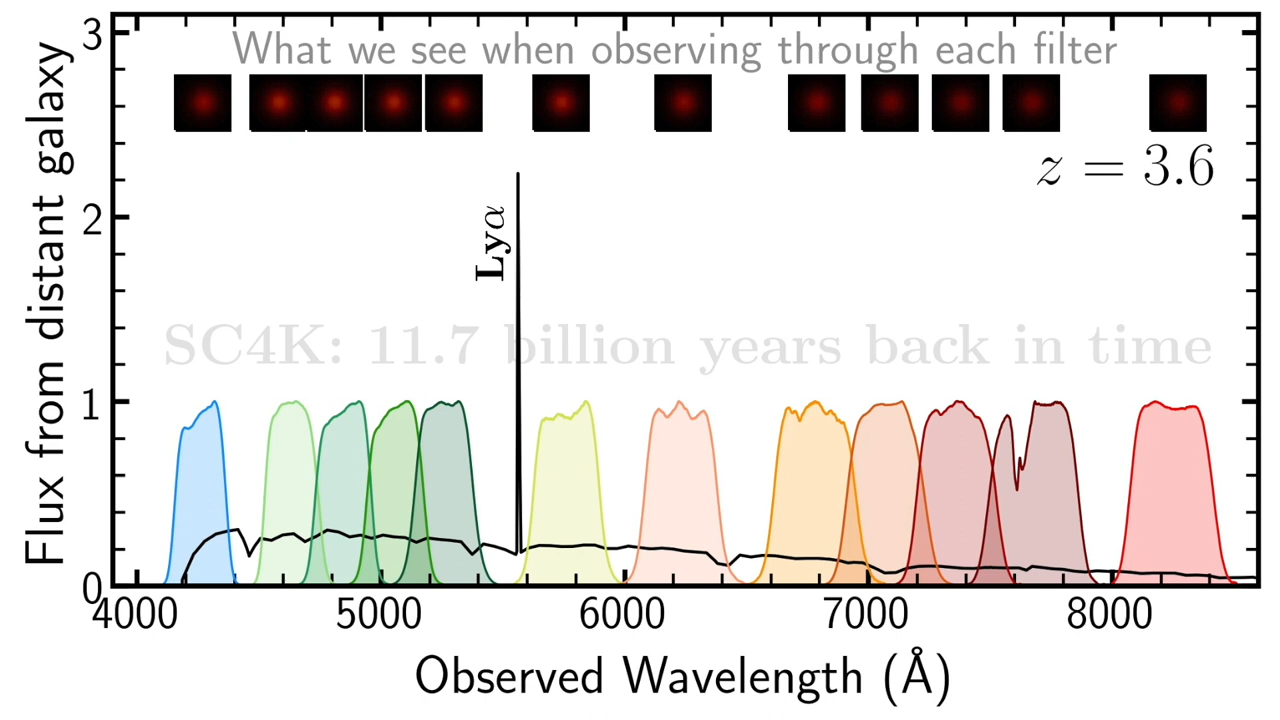 What we see when observing through each filter
z = 3.6
Lyα
SC4K: 11.7 billion years back in time
Flux from distant galaxy
3
2
1
0
4000 5000 6000 7000 8000
Observed Wavelength (Å)